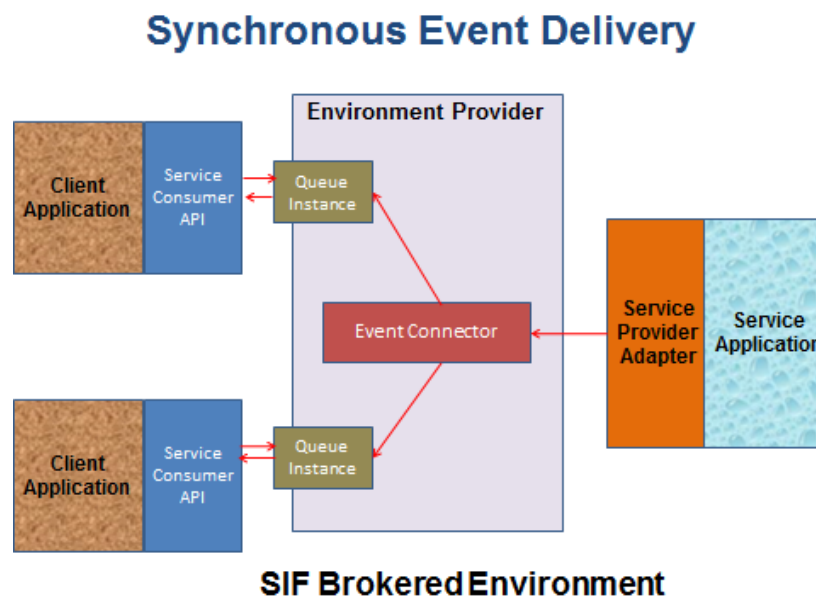 Synchronous Event Delivery
Environment Provider
Client
Application
Service
Consumer
API
Queue
Instance
Event Connector
Service
Provider
Adapter
Service
Application
Client
Application
Service
Consumer
API
Queue
Instance
SIF Brokered Environment